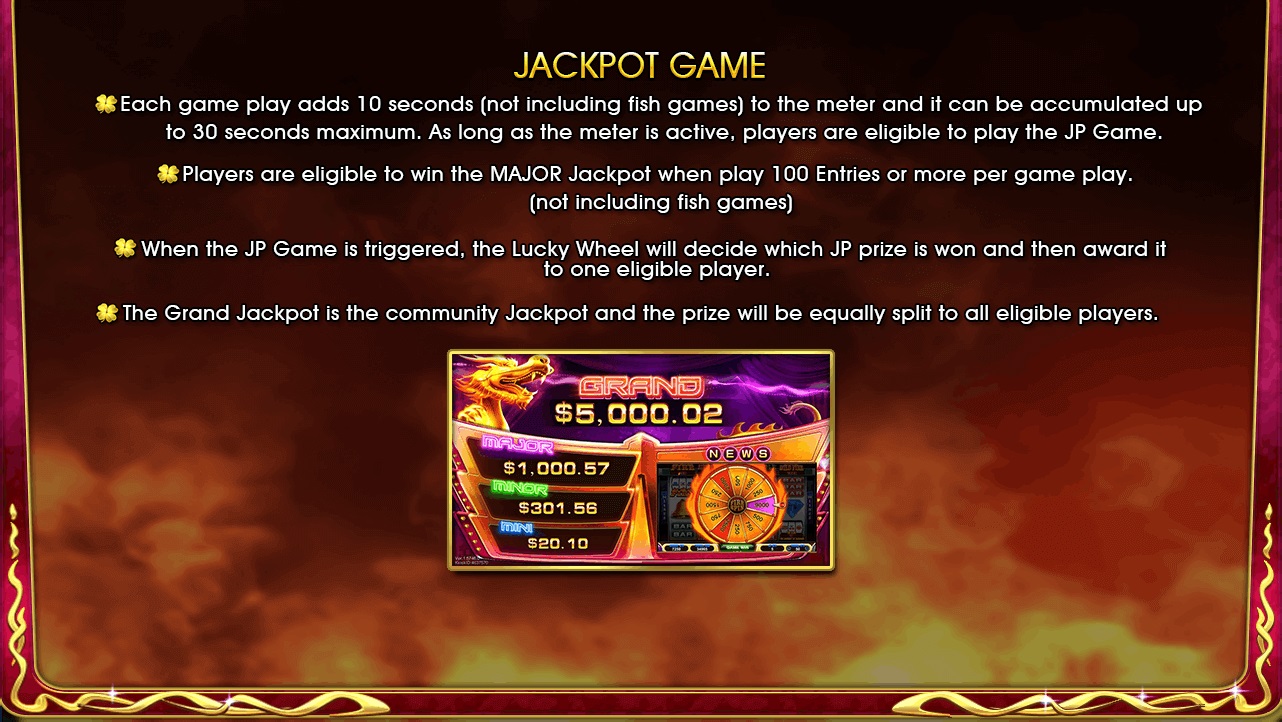 JACKPOT GAME
Each game play adds 10 seconds (not including fish games) to the meter and it can be accumulated up
to 30 seconds maximum. As long as the meter is active, players are eligible to play the JP Game.
Players are eligible to win the MAJOR Jackpot when play 100 Entries or more per game play.
(not including fish games)
When the JP Game is triggered, the Lucky Wheel will decide which JP prize is won and then award it
to one eligible player.
The Grand Jackpot is the community Jackpot and the prize will be equally split to all eligible players.
GRAND
$5,000.02
MAJOR
$1,000.57
MINOR
$301.56
MINI
$20.10
NEWS